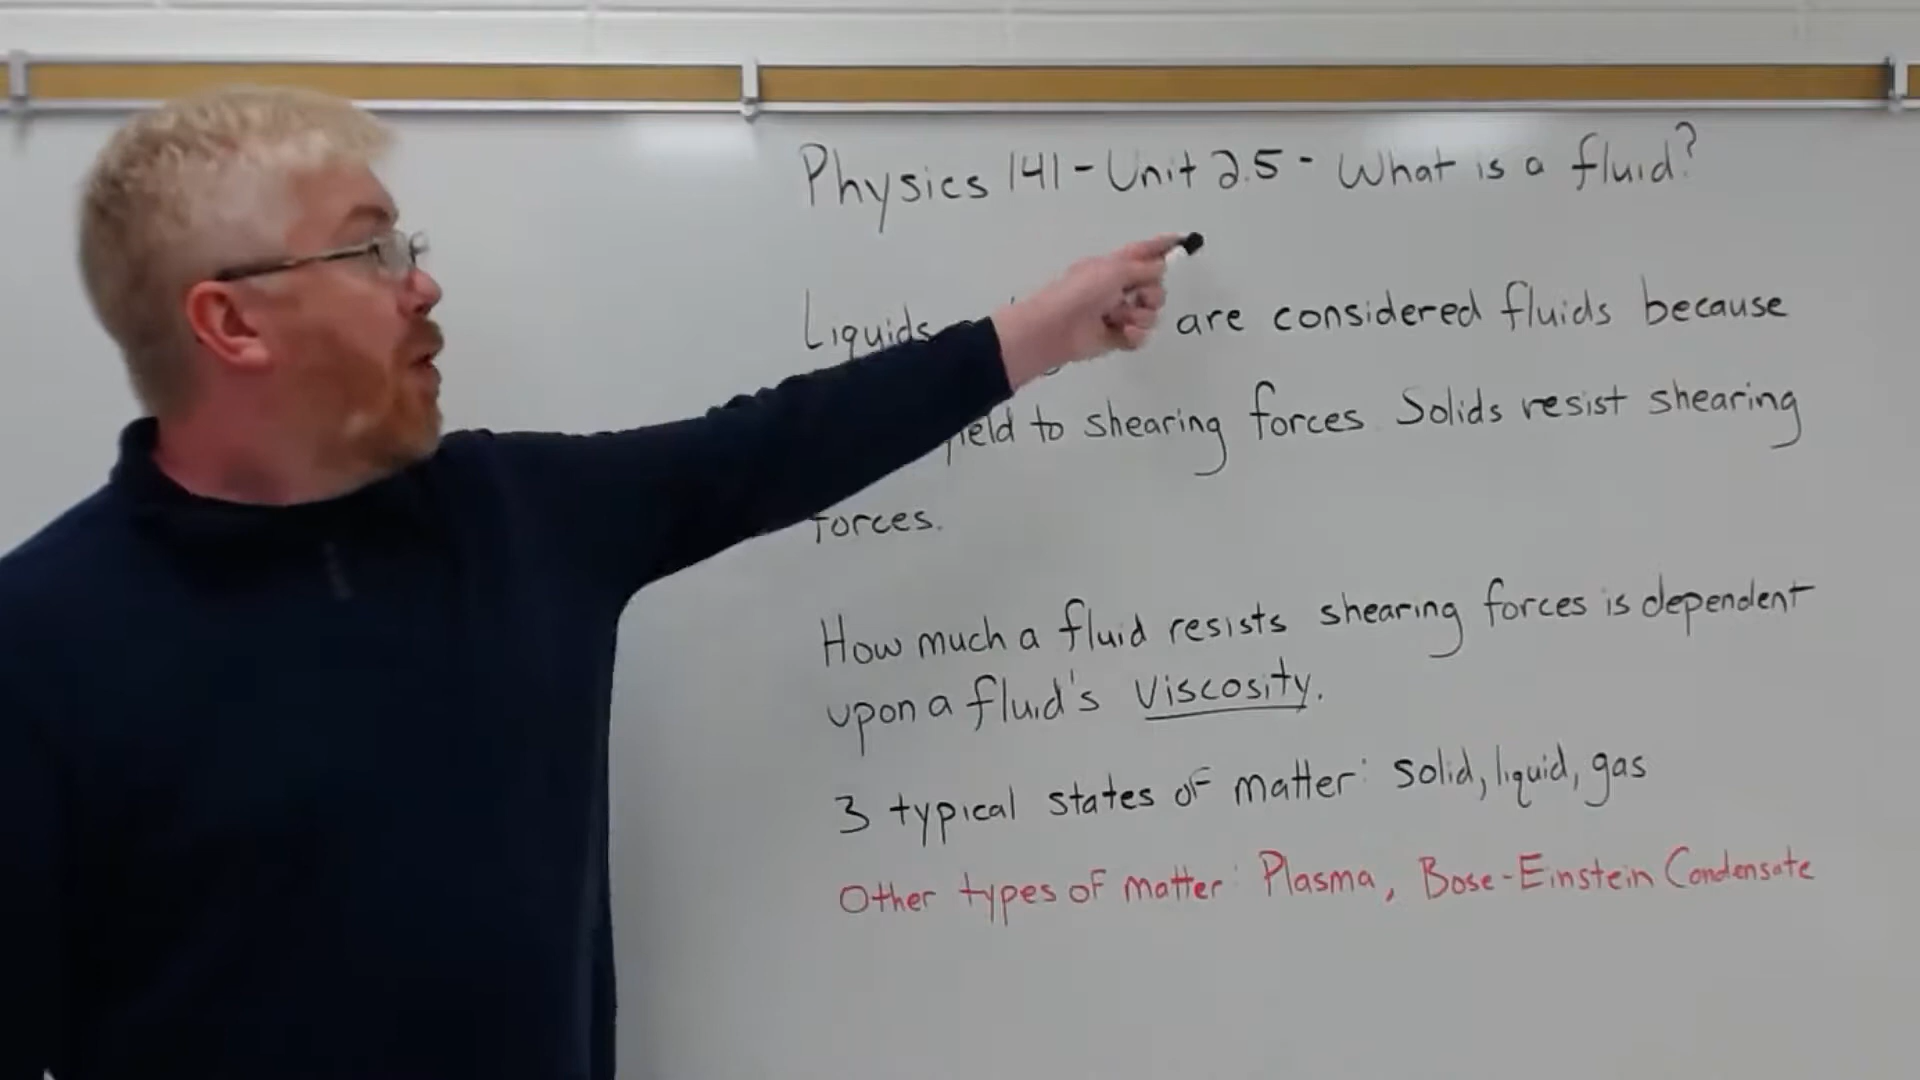 Physics 141 - Unit 2.5 - What is a fluid?
Liquids are considered fluids because
to shearing forces. Solids resist shearing
forces.
How much a fluid resists shearing forces is dependent
upon a fluid's viscosity.
3 typical states of matter: solid, liquid, gas
Other types of matter: Plasma, Bose-Einstein Condensate